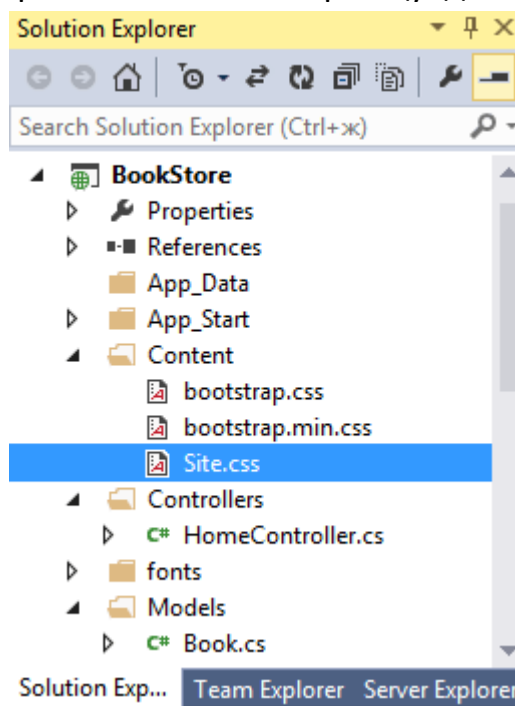 Solution Explorer
Search Solution Explorer (Ctrl+ж)
BookStore
Properties
References
App_Data
App_Start
Content
bootstrap.css
bootstrap.min.css
Site.css
Controllers
C# HomeController.cs
fonts
Models
C# Book.cs
Solution Exp... Team Explorer Server Explorer